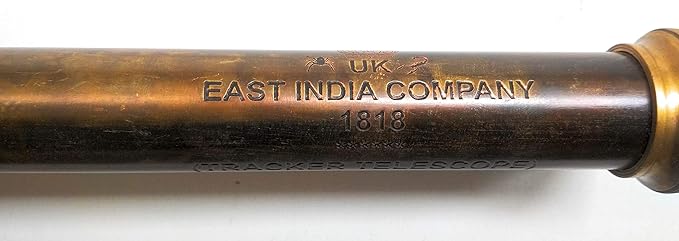 UK
EAST INDIA COMPANY
1818
********
(TRACKER TELESCOPE)